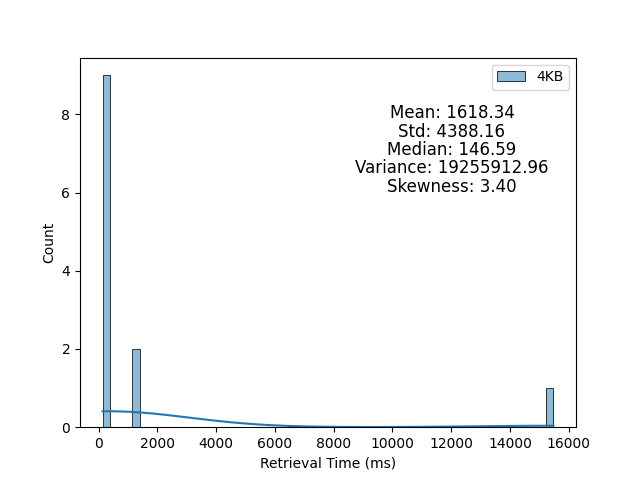 4KB
Mean: 1618.34
Std: 4388.16
Median: 146.59
Variance: 19255912.96
Skewness: 3.40
8
6
4
2
0
Count
0 2000 4000 6000 8000 10000 12000 14000 16000
Retrieval Time (ms)